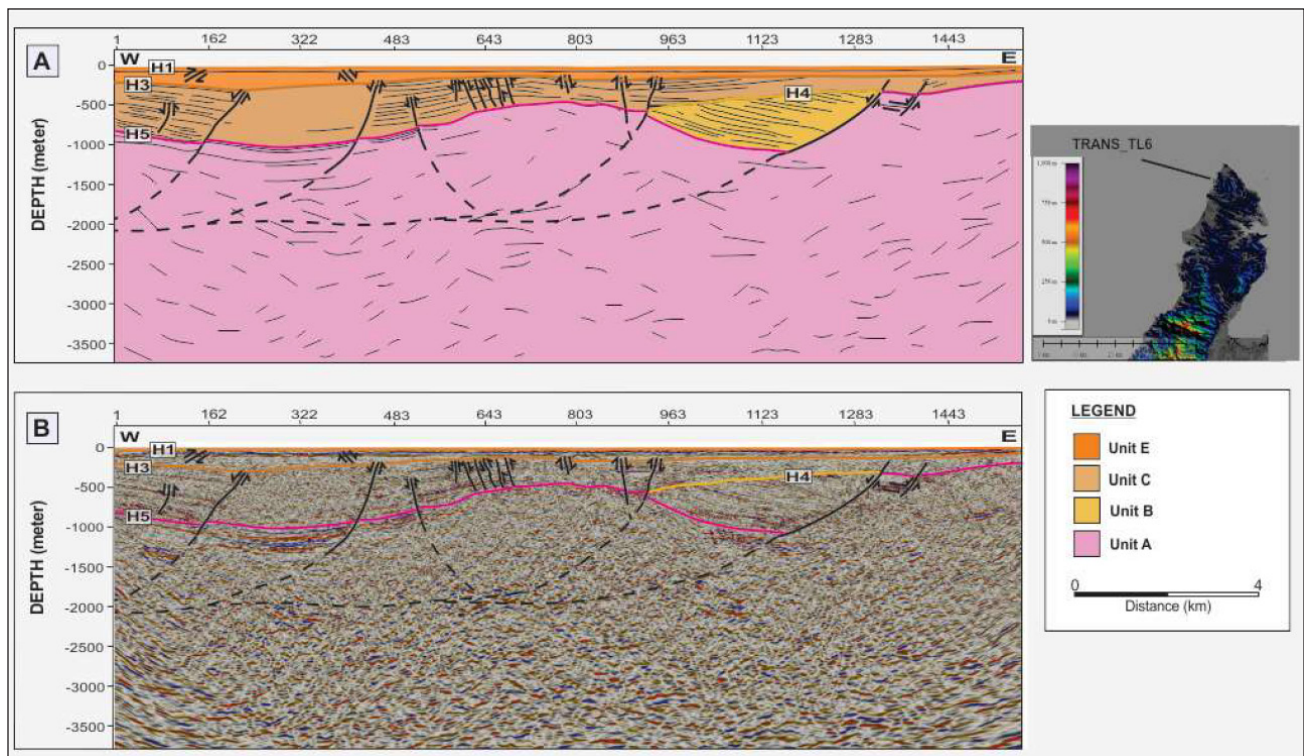 A
1 162 322 483 643 803 963 1123 1283 1443
W E
H1
H3
H4
H5
DEPTH (meter)
0
-500
-1000
-1500
-2000
-2500
-3000
-3500
TRANS_TL6
B
1 162 322 483 643 803 963 1123 1283 1443
W E
H1
H3
H4
H5
DEPTH (meter)
0
-500
-1000
-1500
-2000
-2500
-3000
-3500
LEGEND
Unit E
Unit C
Unit B
Unit A
0 4
Distance (km)